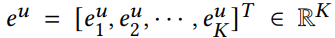 e^u = [e_1^u, e_2^u, ⋯, e_K^u]^T ∈ ℝ^K